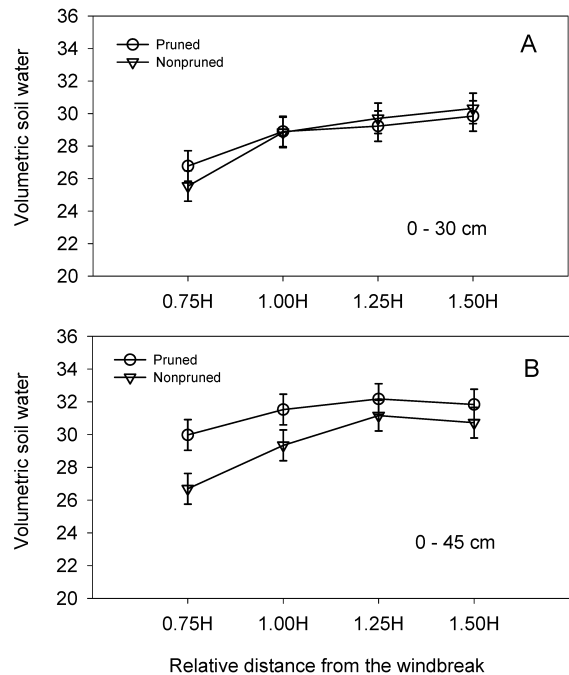 36
34
32
30
28
26
24
22
20
Volumetric soil water
Pruned
Nonpruned
A
0 - 30 cm
0.75H 1.00H 1.25H 1.50H
36
34
32
30
28
26
24
22
20
Volumetric soil water
Pruned
Nonpruned
B
0 - 45 cm
0.75H 1.00H 1.25H 1.50H
Relative distance from the windbreak